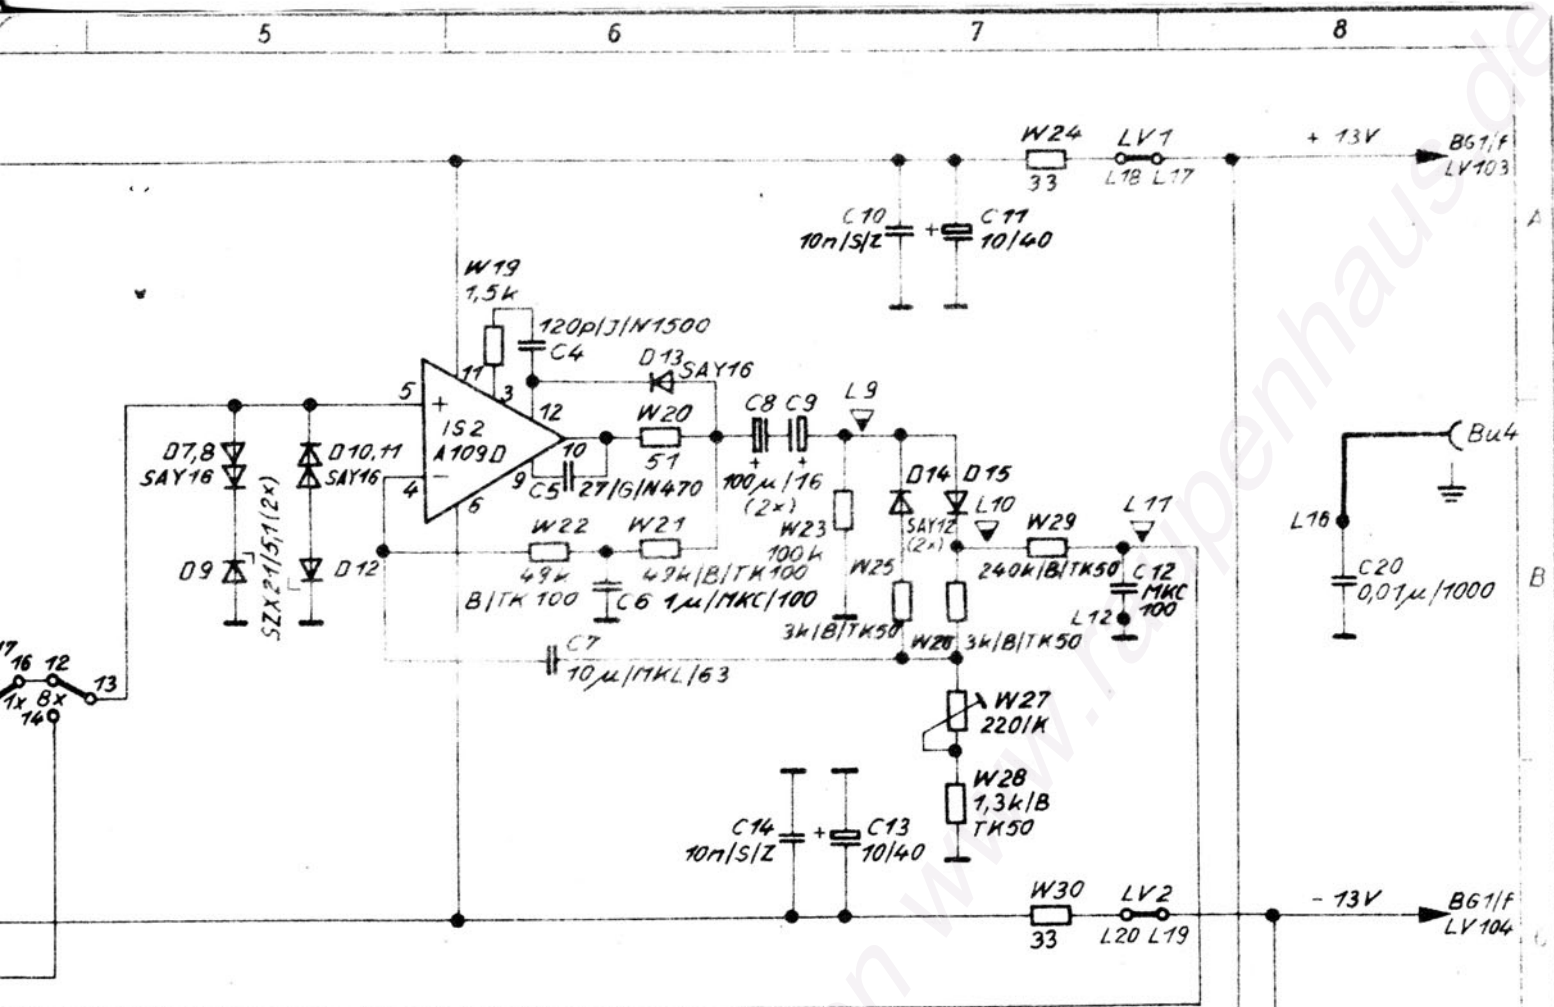 5 6 7 8
W24 LV1 + 13V BG1/f
33 L18 L17 LV103
A
C10 C11
10n/S/Z + 10/40
W19
1,5k
120p/J/N1500
C4
D13 SAY16
11 3
5 + 12
W20
C8 C9 L9
IS2
A109D
10
51
D7,8
SAY16
D10,11
SAY16
4 - 9 C5 27/G/N470
+ +
100µ/16
(2x)
D14 D15
L10 L11
Bu4
6
W22 W21
W23
100k
SAY12
(2x)
W29
L16
D9
SZX21/5,1(2x)
D12
49k
B/TK 100
49k/B/TK100
C6 1µ/MKC/100
W25
240k/B/TK50
C12
MKC
100
L12
C20
0,01µ/1000
B
3k/B/TK50
W26 3k/B/TK50
C7
10µ/MKL/63
17 16 12 13
1x 8x
14
W27
220/K
W28
1,3k/B
TK50
C14 + C13
10n/S/Z 10/40
W30 LV2 - 13V BG1/f
33 L20 L19 LV104
www.raupenhaus.de